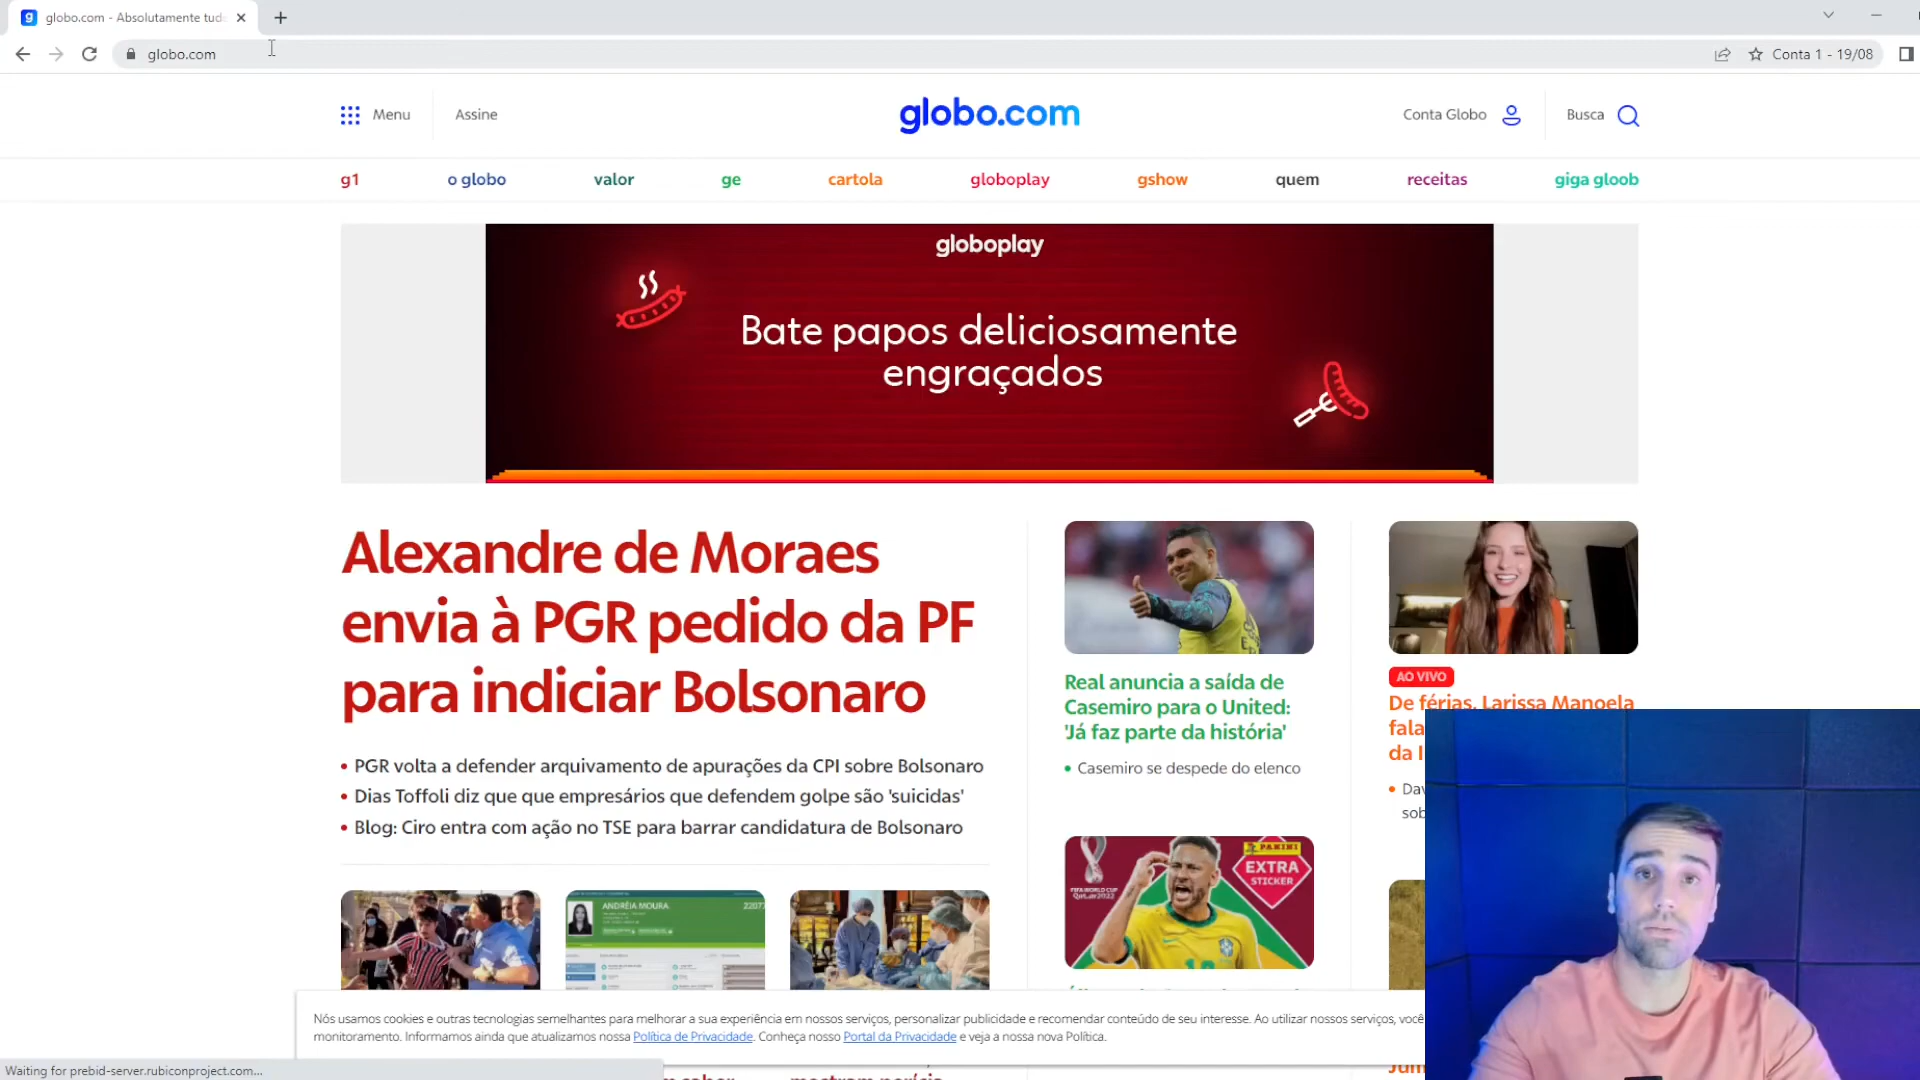 globo.com - Absolutamente tud
globo.com
Conta 1 - 19/08
Menu
Assine
globo.com
Conta Globo
Busca
g1
o globo
valor
ge
cartola
globoplay
gshow
quem
receitas
giga gloob
globoplay
Bate papos deliciosamente
engraçados
Alexandre de Moraes
envia à PGR pedido da PF
para indiciar Bolsonaro
• PGR volta a defender arquivamento de apurações da CPI sobre Bolsonaro
• Dias Toffoli diz que que empresários que defendem golpe são 'suicidas'
• Blog: Ciro entra com ação no TSE para barrar candidatura de Bolsonaro
Real anuncia a saída de
Casemiro para o United:
'Já faz parte da história'
• Casemiro se despede do elenco
AO VIVO
De férias, Larissa Manoela
fala
da I
• Dav
sob
ANDRÉIA MOURA
2207
FIFA WORLD CUP
Qatar2022
PANINI
EXTRA
STICKER
Nós usamos cookies e outras tecnologias semelhantes para melhorar a sua experiência em nossos serviços, personalizar publicidade e recomendar conteúdo de seu interesse. Ao utilizar nossos serviços, você
monitoramento. Informamos ainda que atualizamos nossa Política de Privacidade. Conheça nosso Portal da Privacidade e veja a nossa nova Política.
Waiting for prebid-server.rubiconproject.com...